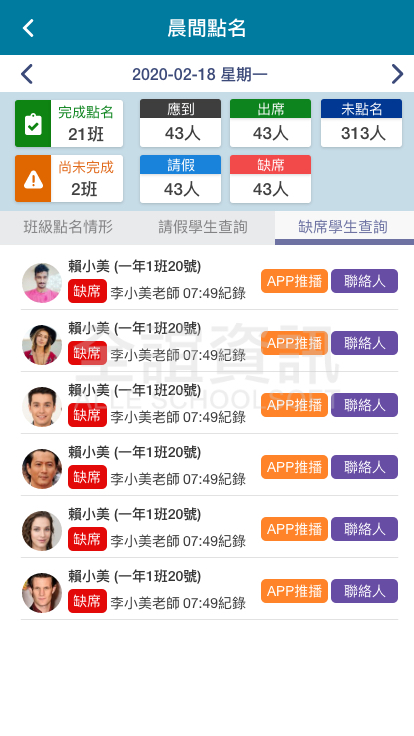 晨間點名
2020-02-18 星期一
完成點名
21班
應到
43人
出席
43人
未點名
313人
尚未完成
2班
請假
43人
缺席
43人
班級點名情形 請假學生查詢 缺席學生查詢
賴小美 (一年1班20號)
缺席 李小美老師 07:49紀錄
APP推播 聯絡人
賴小美 (一年1班20號)
缺席 李小美老師 07:49紀錄
APP推播 聯絡人
賴小美 (一年1班20號)
缺席 李小美老師 07:49紀錄
APP推播 聯絡人
賴小美 (一年1班20號)
缺席 李小美老師 07:49紀錄
APP推播 聯絡人
賴小美 (一年1班20號)
缺席 李小美老師 07:49紀錄
APP推播 聯絡人
賴小美 (一年1班20號)
缺席 李小美老師 07:49紀錄
APP推播 聯絡人
全誼資訊